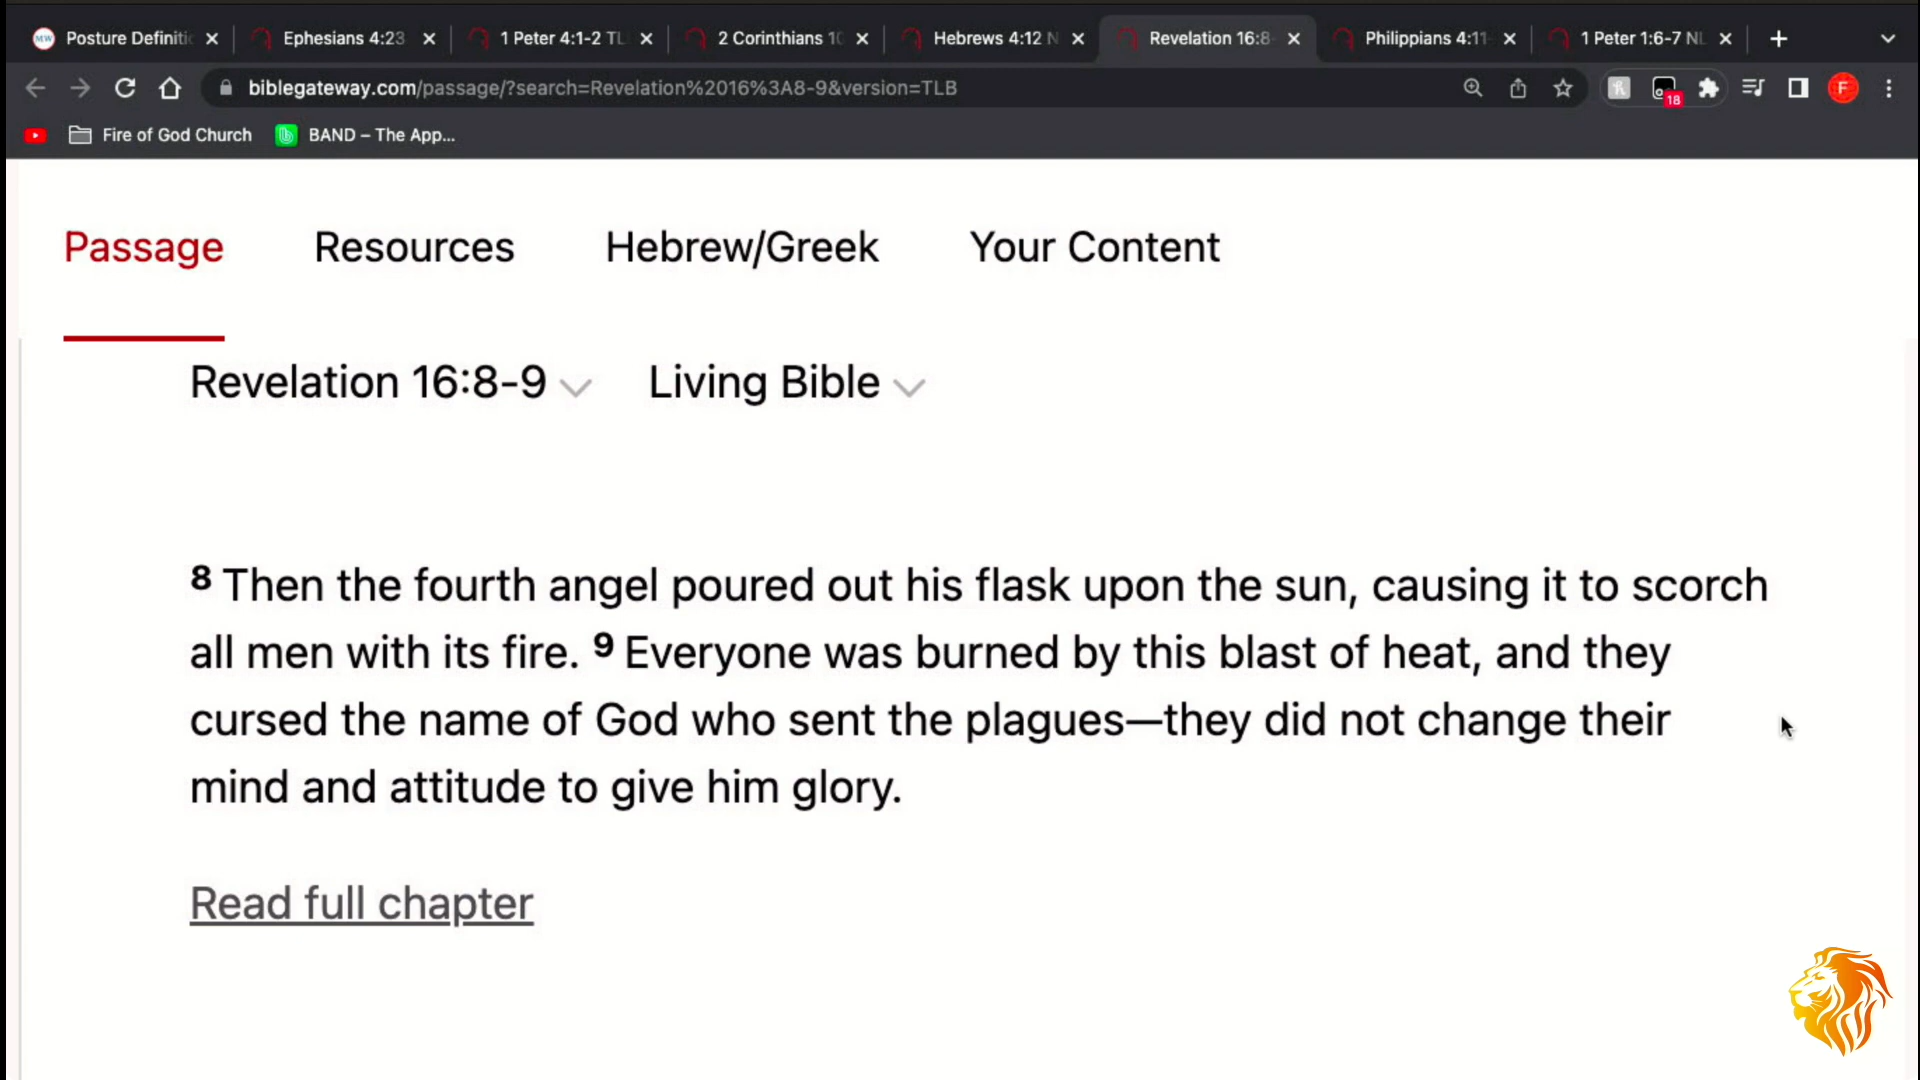 MW Posture Definiti
Ephesians 4:23
1 Peter 4:1-2 TL
2 Corinthians 10
Hebrews 4:12 N
Revelation 16:8-
Philippians 4:11-
1 Peter 1:6-7 NL
biblegateway.com/passage/?search=Revelation%2016%3A8-9&version=TLB
18
F
Fire of God Church
BAND – The App...
Passage Resources Hebrew/Greek Your Content
Revelation 16:8-9 Living Bible
8 Then the fourth angel poured out his flask upon the sun, causing it to scorch
all men with its fire. 9 Everyone was burned by this blast of heat, and they
cursed the name of God who sent the plagues—they did not change their
mind and attitude to give him glory.
Read full chapter